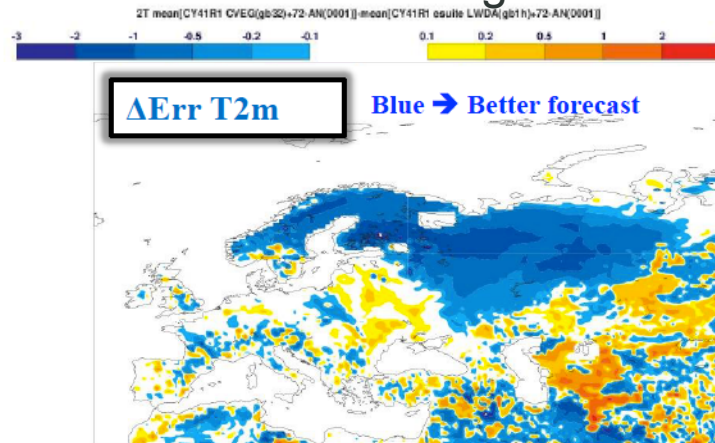 2T mean[CY41R1 CVEG(gb32)+72-AN(0001)]-mean[CY41R1 esuite LWDA(gb1h)+72-AN(0001)]
-3 -2 -1 -0.5 -0.2 -0.1 0.1 0.2 0.5 1 2
ΔErr T2m
Blue ➔ Better forecast